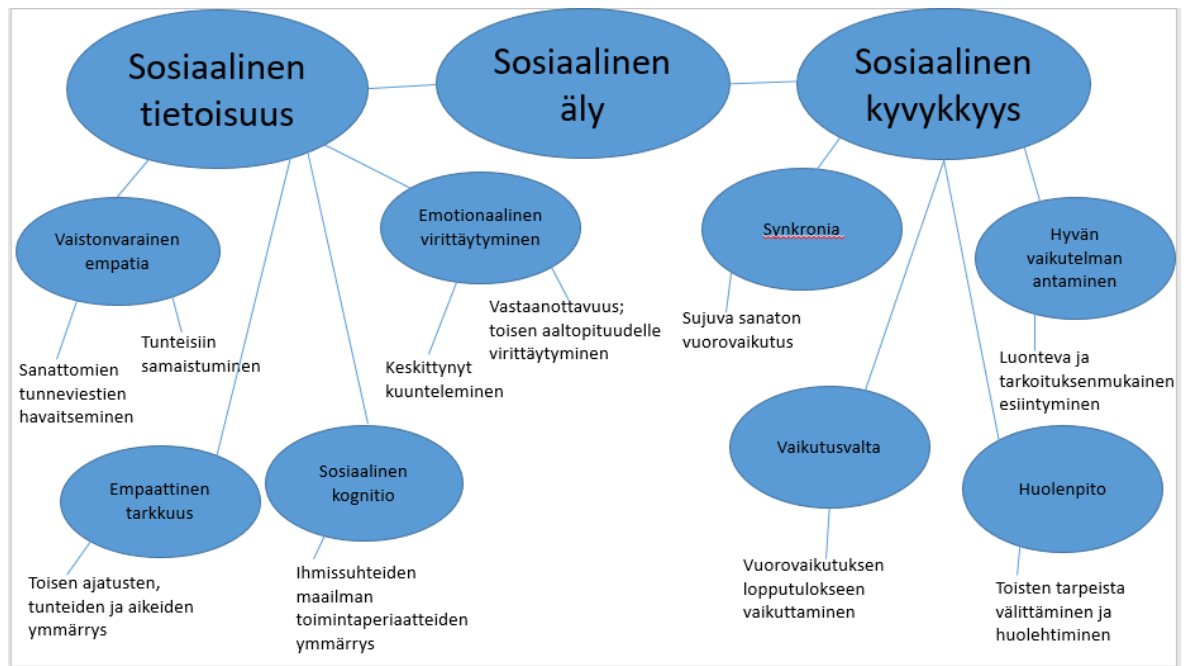 Sosiaalinen
tietoisuus
Sosiaalinen
äly
Sosiaalinen
kyvykkyys
Vaistonvarainen
empatia
Sanattomien
tunneviestien
havaitseminen
Tunteisiin
samaistuminen
Emotionaalinen
virittäytyminen
Keskittynyt
kuunteleminen
Vastaanottavuus;
toisen aaltopituudelle
virittäytyminen
Empaattinen
tarkkuus
Toisen ajatusten,
tunteiden ja aikeiden
ymmärrys
Sosiaalinen
kognitio
Ihmissuhteiden
maailman
toimintaperiaatteiden
ymmärrys
Synkronia
Sujuva sanaton
vuorovaikutus
Hyvän
vaikutelman
antaminen
Luonteva ja
tarkoituksenmukainen
esiintyminen
Vaikutusvalta
Vuorovaikutuksen
lopputulokseen
vaikuttaminen
Huolenpito
Toisten tarpeista
välittäminen ja
huolehtiminen